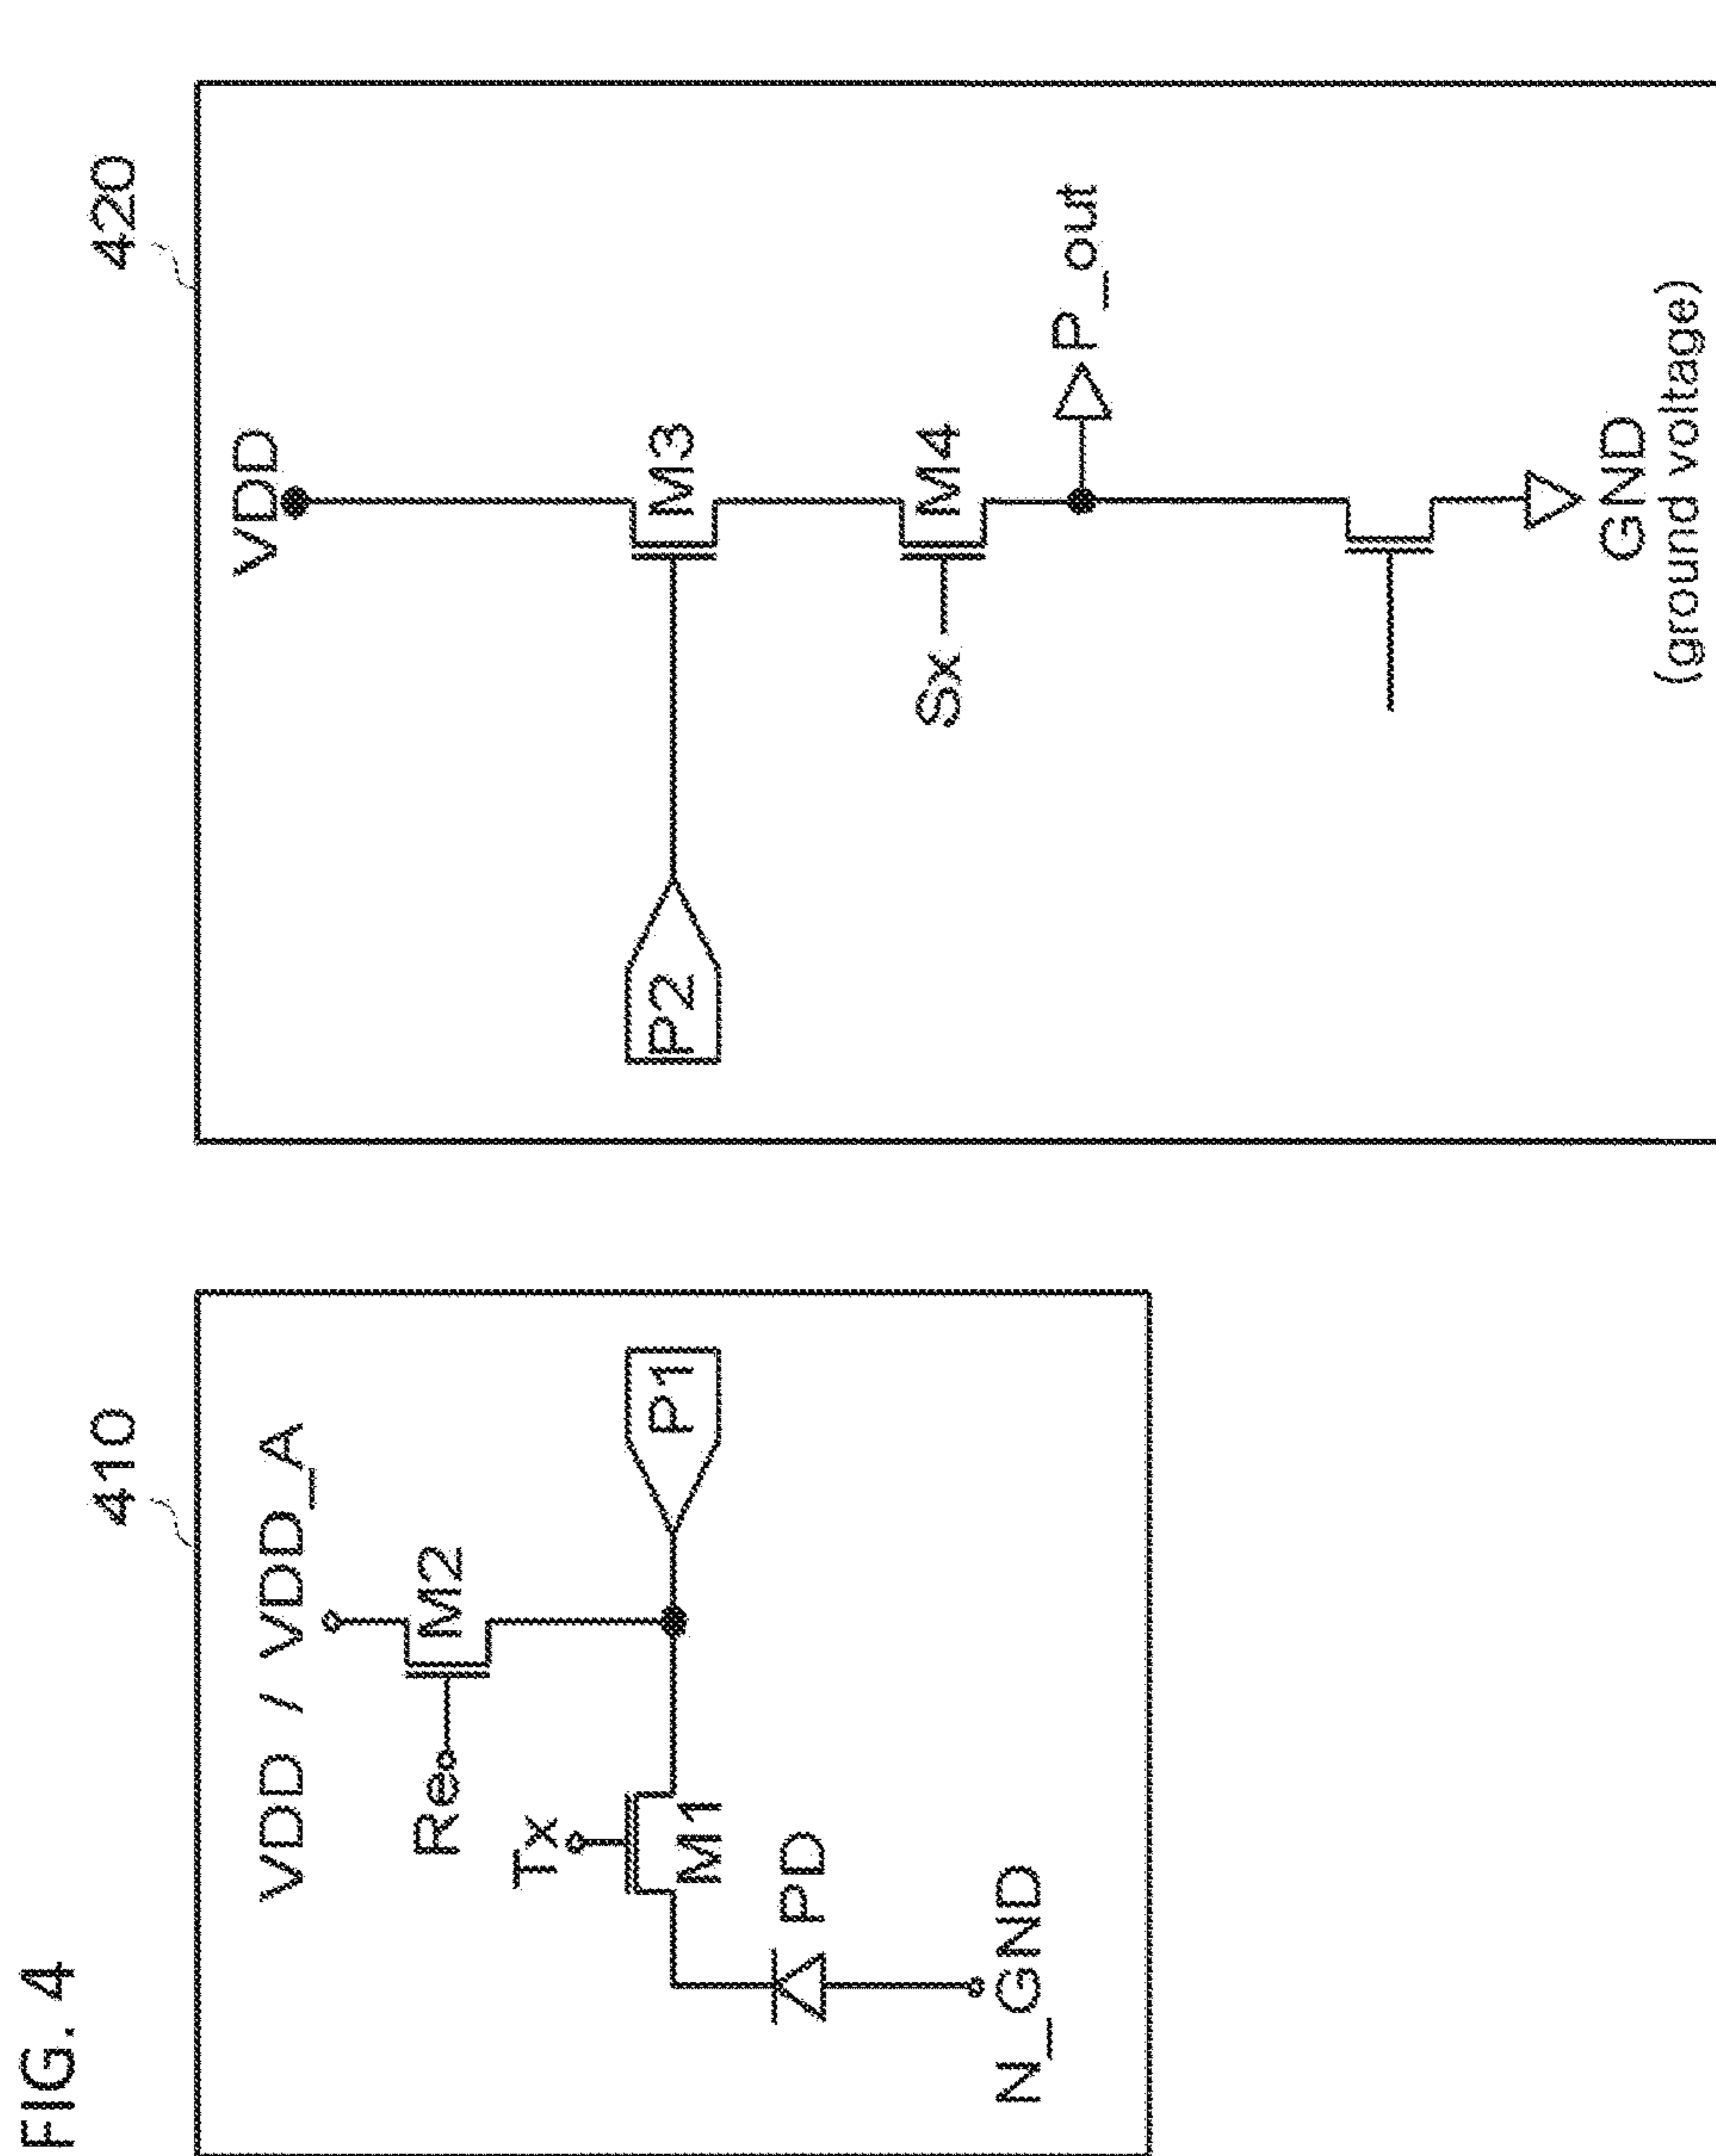 FIG. 4
410
VDD / VDD_A
Re
M2
Tx
M1
P1
PD
N_GND
420
VDD
P2
M3
Sx
M4
P_out
GND
(ground voltage)